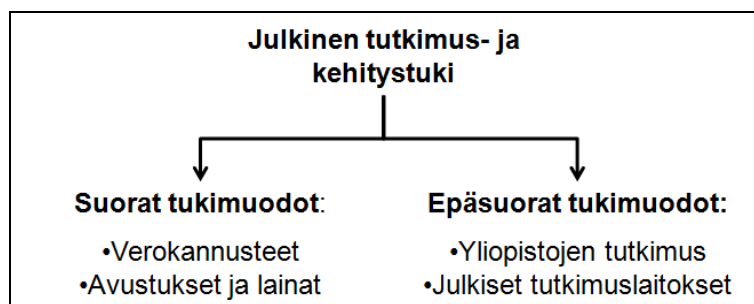 Julkinen tutkimus- ja
kehitystuki
Suorat tukimuodot:
•Verokannusteet
•Avustukset ja lainat
Epäsuorat tukimuodot:
•Yliopistojen tutkimus
•Julkiset tutkimuslaitokset